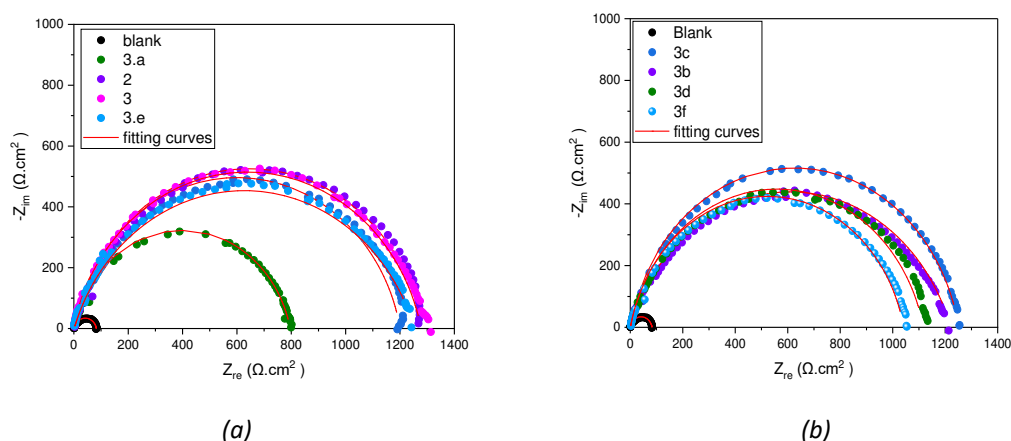 1000
800
600
400
200
0
-Z_im (Ω.cm²)
blank
3.a
2
3
3.e
fitting curves
0 200 400 600 800 1000 1200 1400
Z_re (Ω.cm²)
(a)
1000
800
600
400
200
0
-Z_im (Ω.cm²)
Blank
3c
3b
3d
3f
fitting curves
0 200 400 600 800 1000 1200 1400
Z_re (Ω.cm²)
(b)